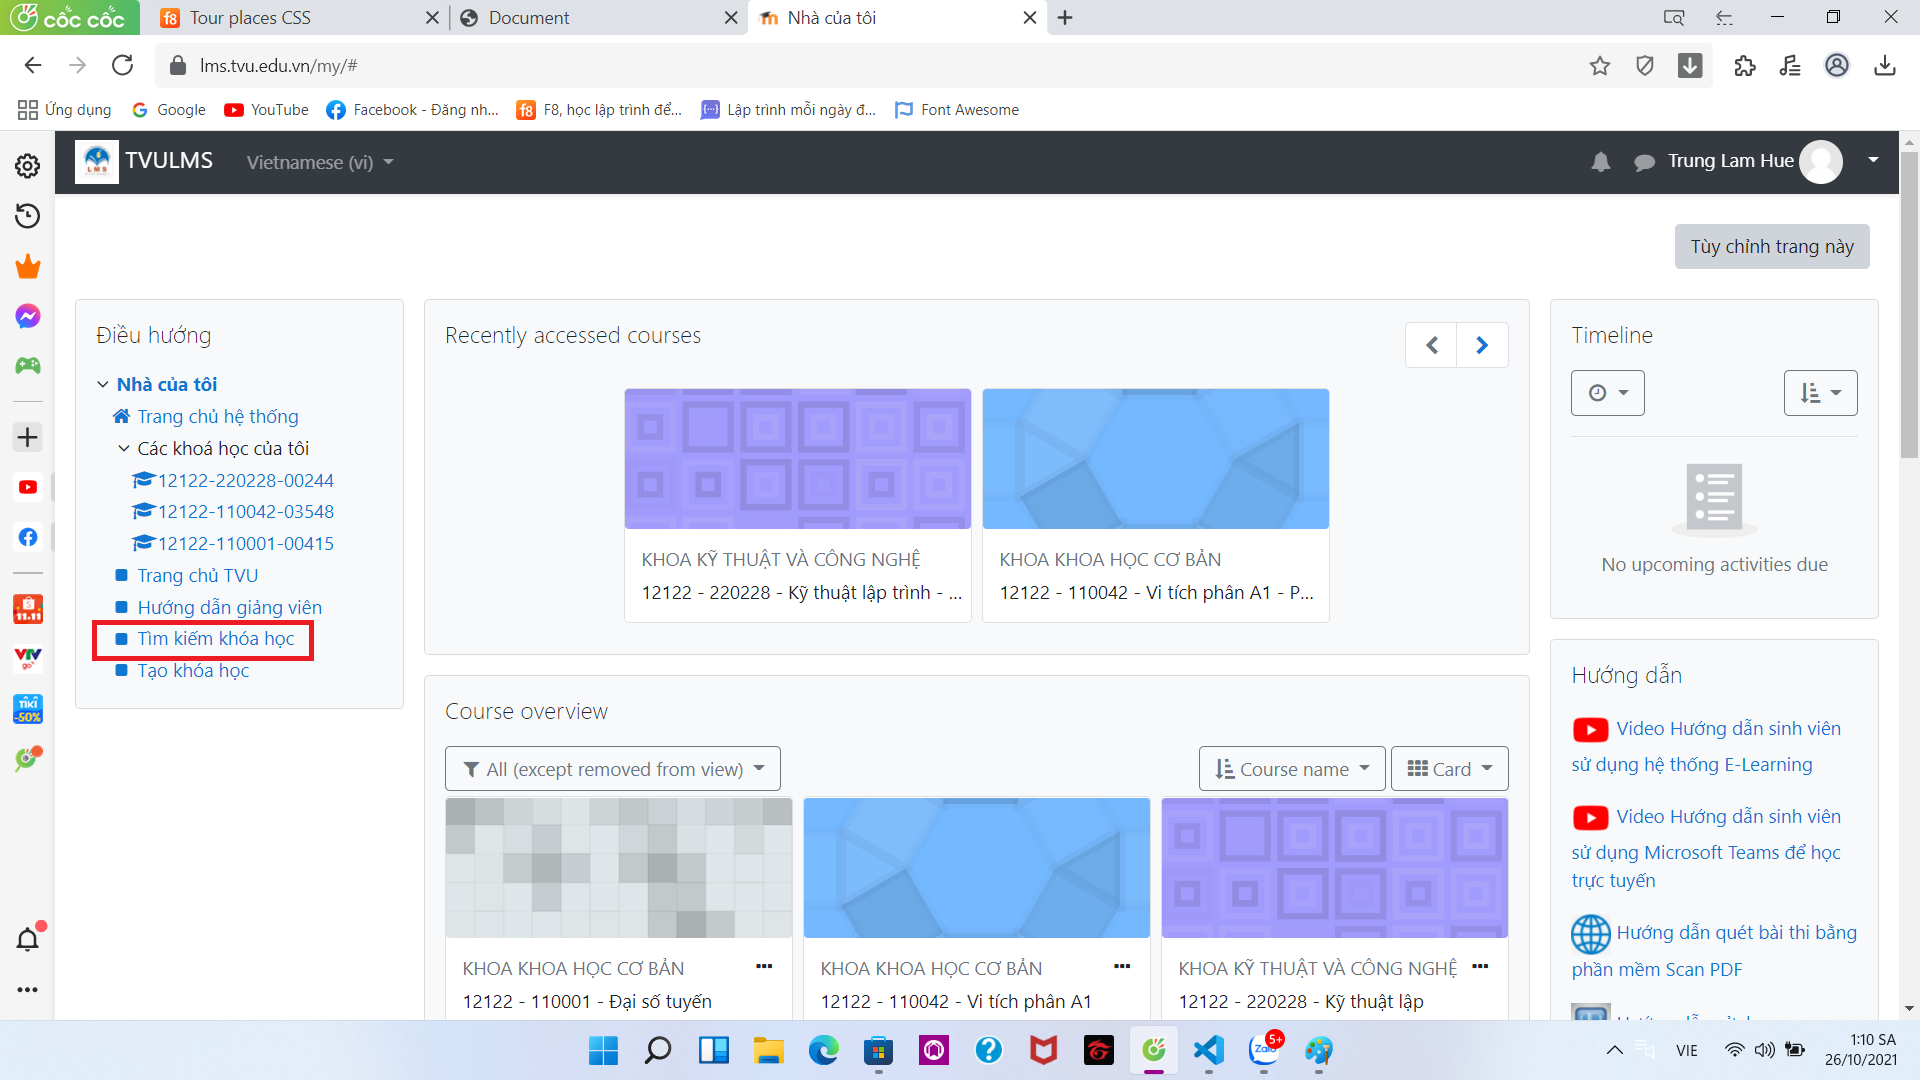 cốc cốc
Tour places CSS
Document
Nhà của tôi
lms.tvu.edu.vn/my/#
Ứng dụng
Google
YouTube
Facebook - Đăng nh...
F8, học lập trình để...
Lập trình mỗi ngày đ...
Font Awesome
LMS
TVULMS
Vietnamese (vi)
Trung Lam Hue
Tùy chỉnh trang này
Điều hướng
Nhà của tôi
Trang chủ hệ thống
Các khoá học của tôi
12122-220228-00244
12122-110042-03548
12122-110001-00415
Trang chủ TVU
Hướng dẫn giảng viên
Tìm kiếm khóa học
Tạo khóa học
Recently accessed courses
KHOA KỸ THUẬT VÀ CÔNG NGHỆ
12122 - 220228 - Kỹ thuật lập trình - ...
KHOA KHOA HỌC CƠ BẢN
12122 - 110042 - Vi tích phân A1 - P...
Course overview
All (except removed from view)
Course name
Card
KHOA KHOA HỌC CƠ BẢN
12122 - 110001 - Đại số tuyến
KHOA KHOA HỌC CƠ BẢN
12122 - 110042 - Vi tích phân A1
KHOA KỸ THUẬT VÀ CÔNG NGHỆ
12122 - 220228 - Kỹ thuật lập
Timeline
No upcoming activities due
Hướng dẫn
Video Hướng dẫn sinh viên
sử dụng hệ thống E-Learning
Video Hướng dẫn sinh viên
sử dụng Microsoft Teams để học
trực tuyến
Hướng dẫn quét bài thi bằng
phần mềm Scan PDF
11.11
VTV
go
TIKI
-50%
Zalo
5+
VIE
1:10 SA
26/10/2021